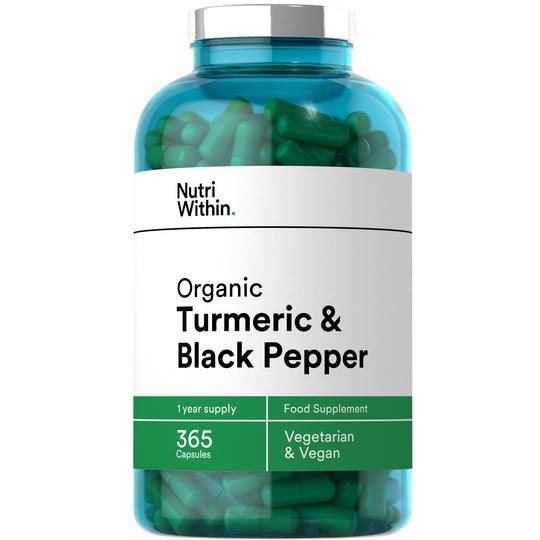 Nutri
Within.
Organic
Turmeric &
Black Pepper
1 year supply
Food Supplement
365
Capsules
Vegetarian
& Vegan